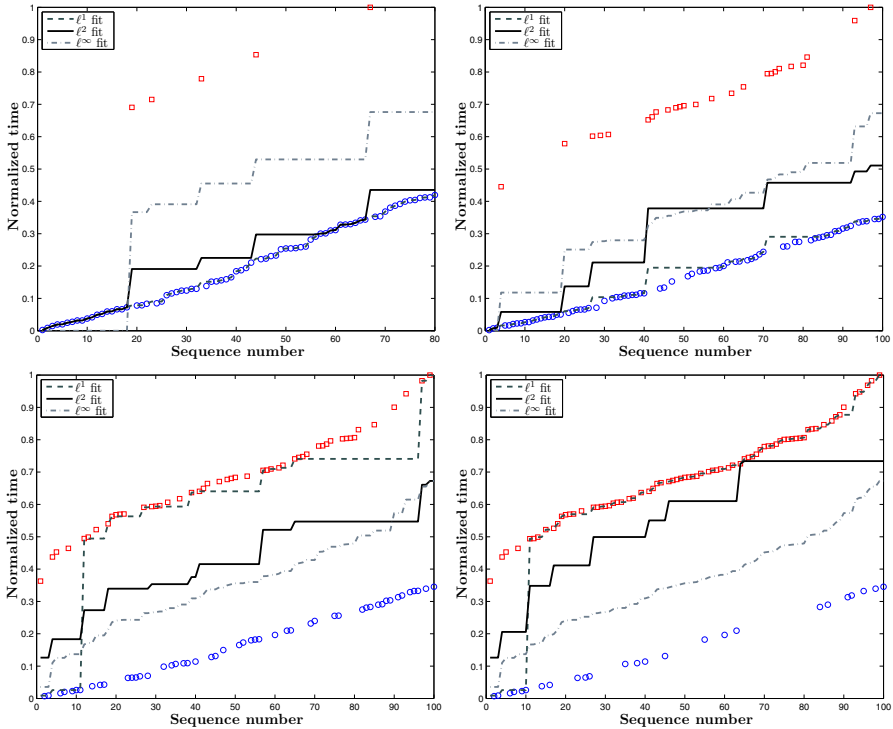 1
0.9
0.8
0.7
0.6
0.5
0.4
0.3
0.2
0.1
0
0 10 20 30 40 50 60 70 80
Normalized time
Sequence number
ℓ¹ fit
ℓ² fit
ℓ∞ fit
1
0.9
0.8
0.7
0.6
0.5
0.4
0.3
0.2
0.1
0
0 10 20 30 40 50 60 70 80 90 100
Normalized time
Sequence number
ℓ¹ fit
ℓ² fit
ℓ∞ fit
1
0.9
0.8
0.7
0.6
0.5
0.4
0.3
0.2
0.1
0
0 10 20 30 40 50 60 70 80 90 100
Normalized time
Sequence number
ℓ¹ fit
ℓ² fit
ℓ∞ fit
1
0.9
0.8
0.7
0.6
0.5
0.4
0.3
0.2
0.1
0
0 10 20 30 40 50 60 70 80 90 100
Normalized time
Sequence number
ℓ¹ fit
ℓ² fit
ℓ∞ fit